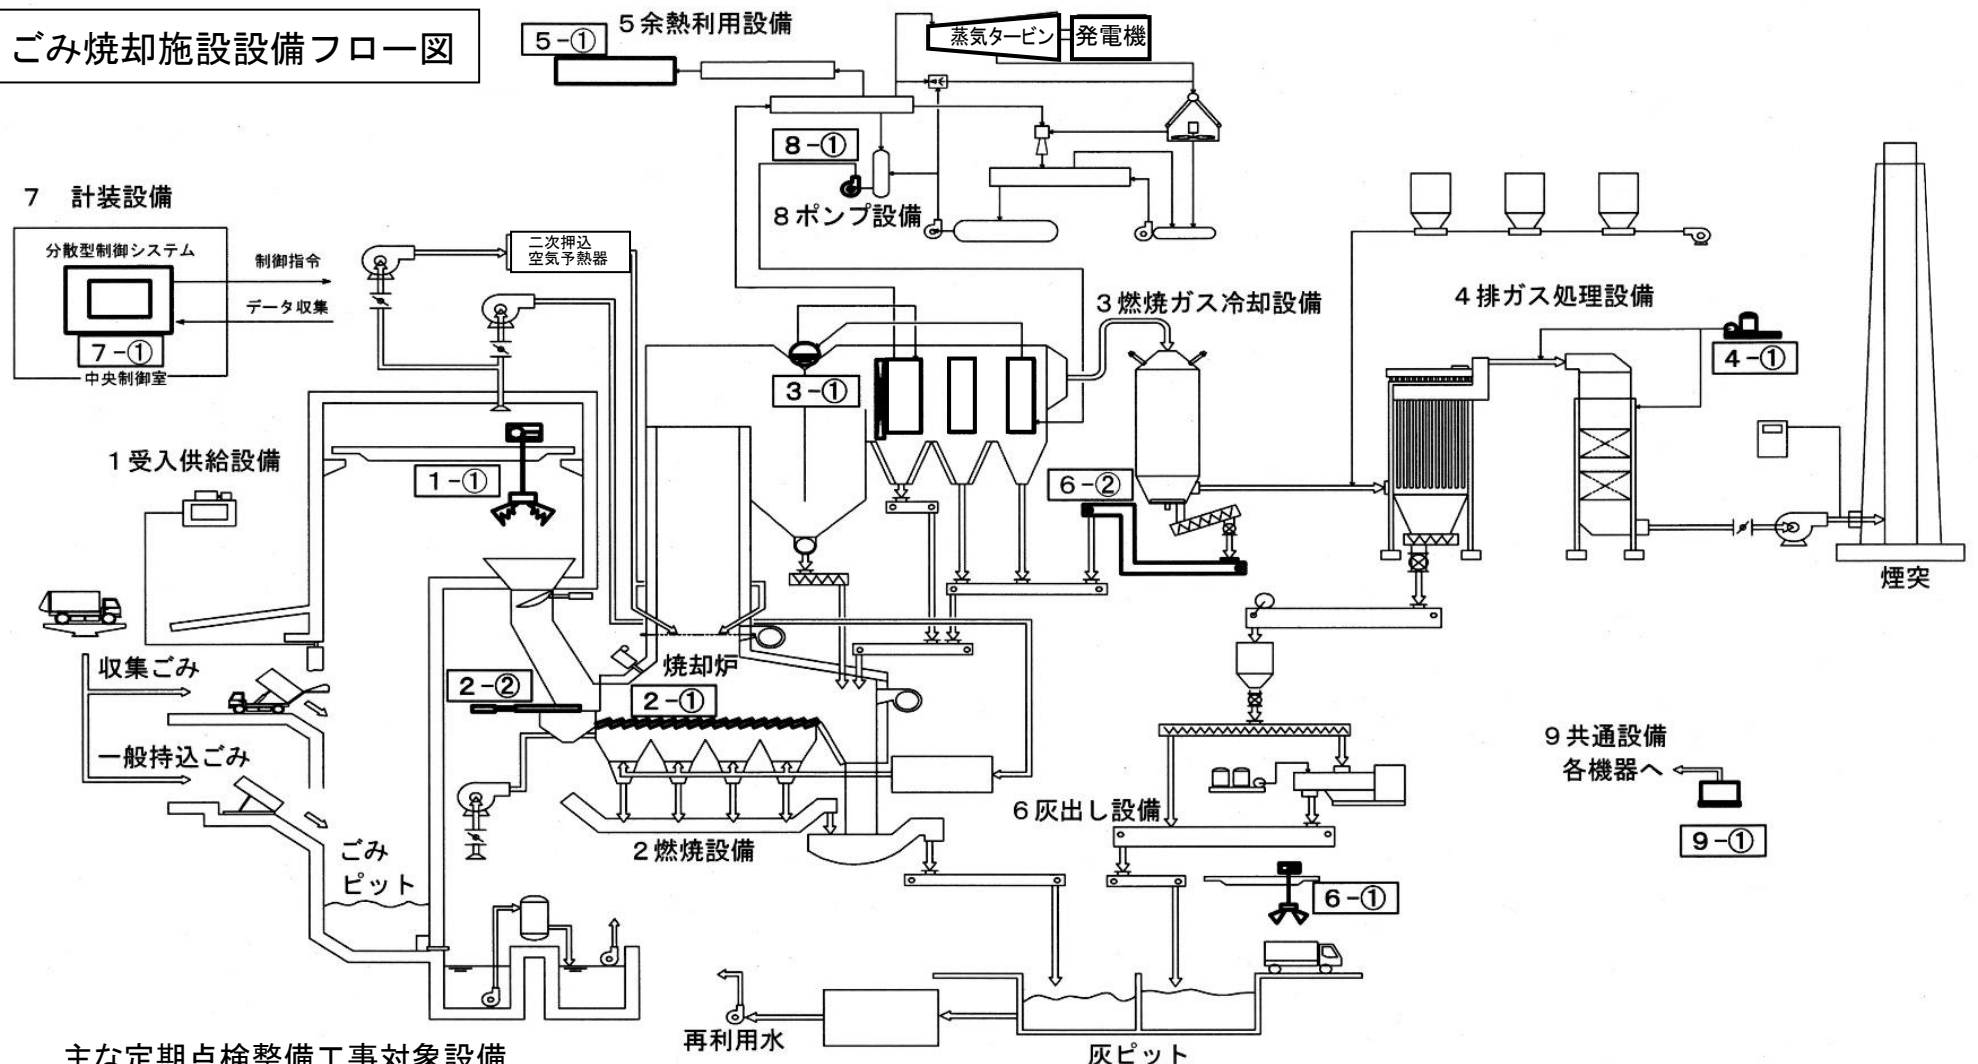 ごみ焼却施設設備フロー図
5余熱利用設備
5-①
蒸気タービン
発電機
8-①
8ポンプ設備
7 計装設備
分散型制御システム
制御指令
データ収集
7-①
中央制御室
二次押込
空気予熱器
3燃焼ガス冷却設備
3-①
4排ガス処理設備
4-①
1受入供給設備
1-①
6-②
煙突
収集ごみ
一般持込ごみ
焼却炉
2-②
2-①
2燃焼設備
ごみ
ピット
6灰出し設備
6-①
9共通設備
各機器へ
9-①
再利用水
灰ピット
主な定期点検整備工事対象設備